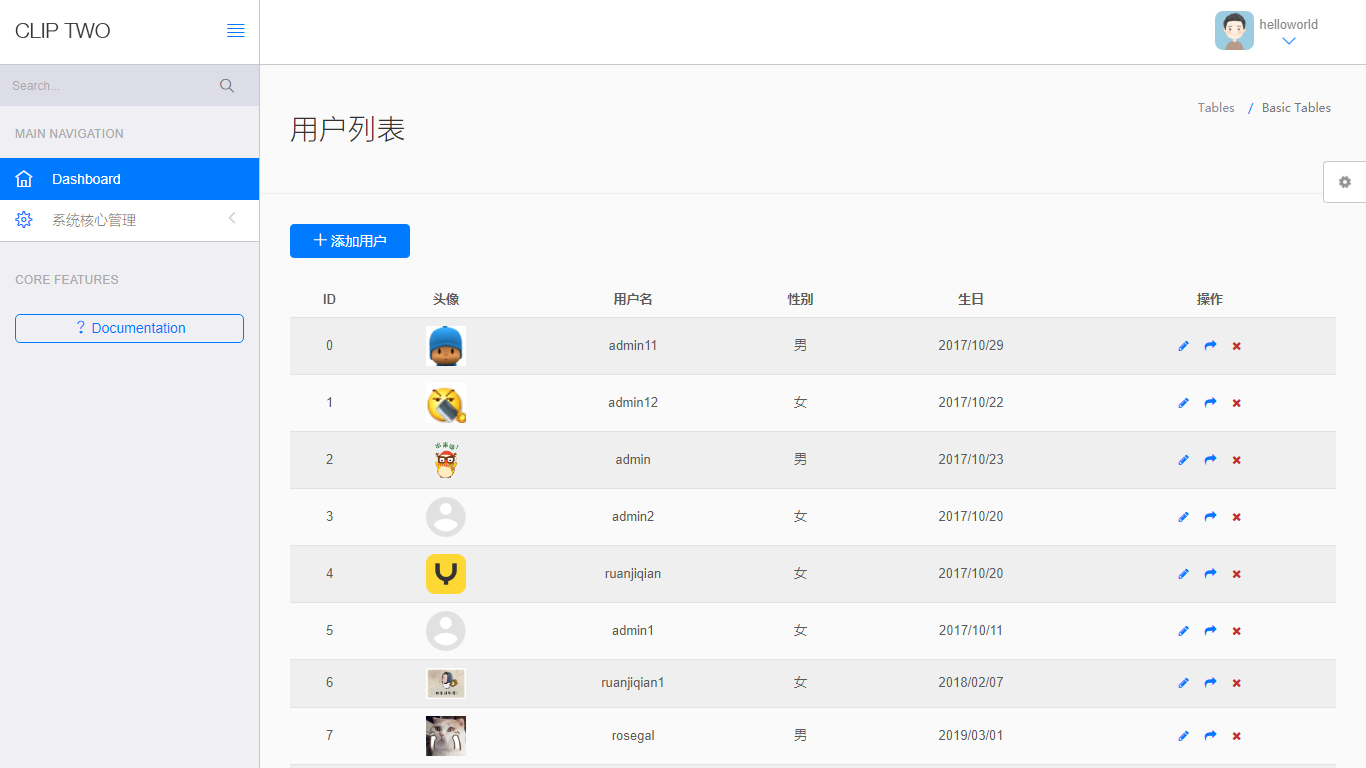 CLIP TWO
helloworld
Search...
MAIN NAVIGATION
Dashboard
系统核心管理
CORE FEATURES
? Documentation
用户列表
Tables / Basic Tables
添加用户
ID 头像 用户名 性别 生日 操作
0 admin11 男 2017/10/29
1 admin12 女 2017/10/22
2 admin 男 2017/10/23
3 admin2 女 2017/10/20
4 ruanjiqian 女 2017/10/20
5 admin1 女 2017/10/11
6 ruanjiqian1 女 2018/02/07
7 rosegal 男 2019/03/01